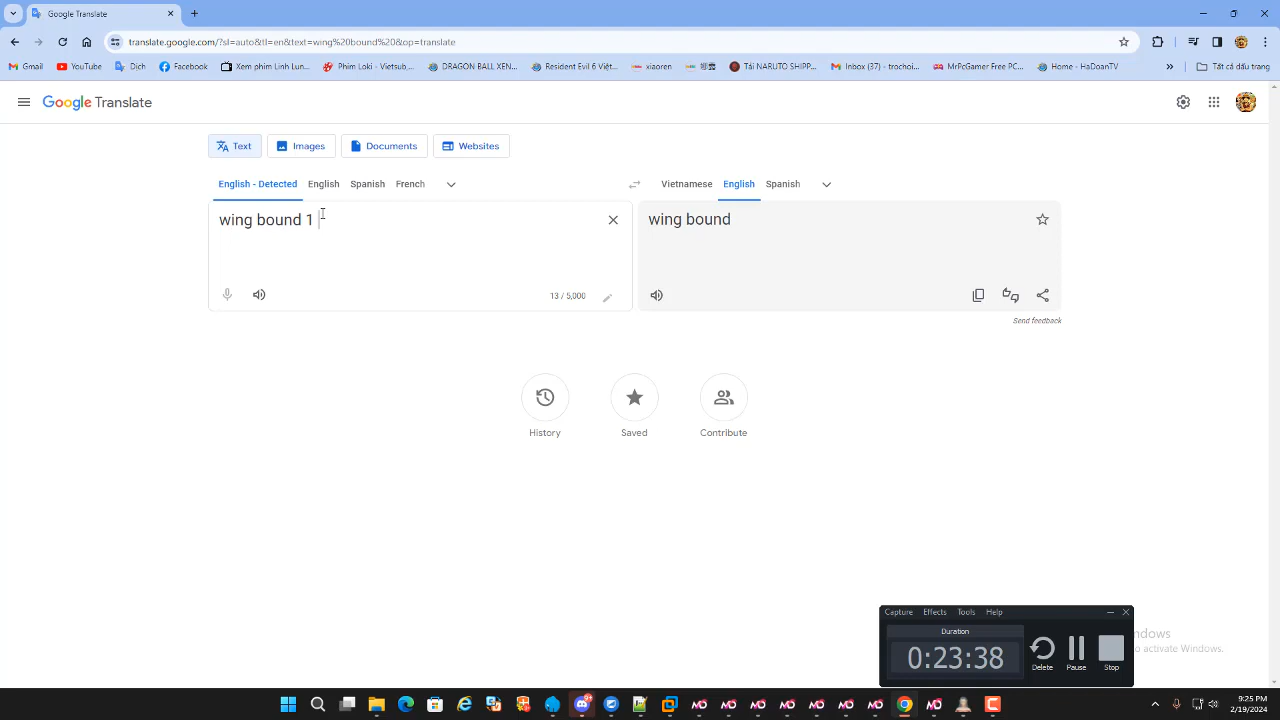 Google Translate
translate.google.com/?sl=auto&tl=en&text=wing%20bound%20&op=translate
Gmail
YouTube
Dich
Facebook
Xem phim Linh Lun...
Phim Loki - Vietsub,...
DRAGON BALL XEN...
Resident Evil 6 Việt...
xiaoren
Tải NARUTO SHIPP...
Inbox (37) - trochoi...
MrPcGamer Free PC...
Home - HaDoanTV
»
Tất cả dấu trang
Google Translate
Text
Images
Documents
Websites
English - Detected
English
Spanish
French
Vietnamese
English
Spanish
wing bound 1
wing bound
13 / 5,000
Send feedback
History
Saved
Contribute
Capture
Effects
Tools
Help
Duration
0:23:38
Delete
Pause
Stop
ndows
o activate Windows.
9:25 PM
2/19/2024